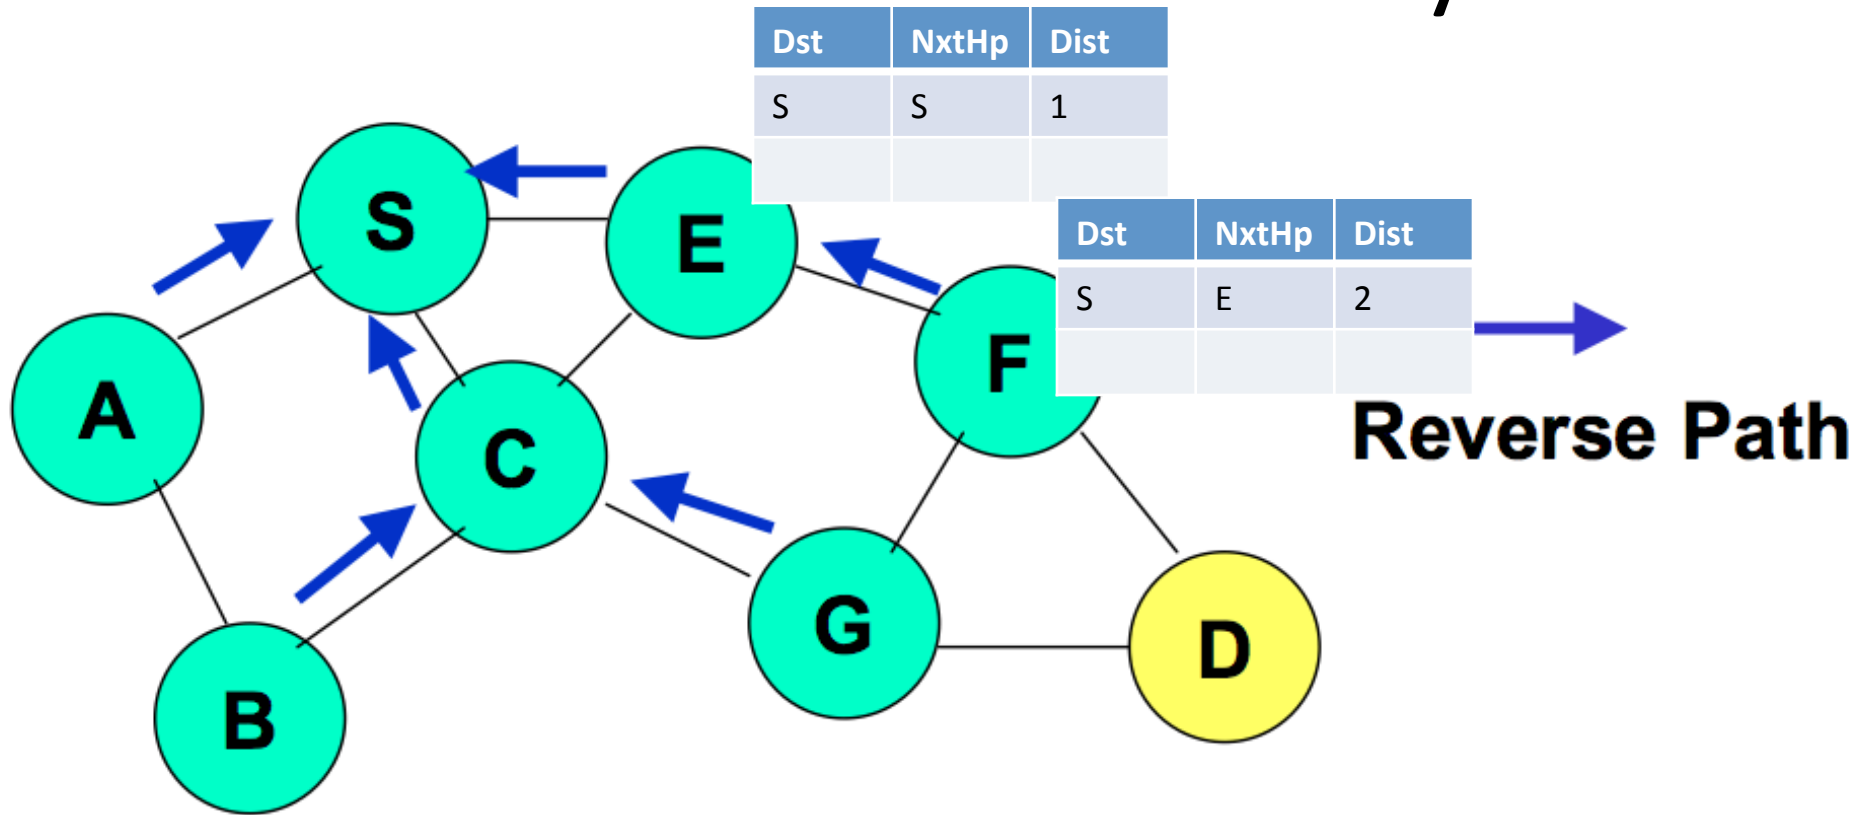 Dst NxtHp Dist
S S 1
Dst NxtHp Dist
S E 2
S
E
F
A
C
Reverse Path
G
D
B